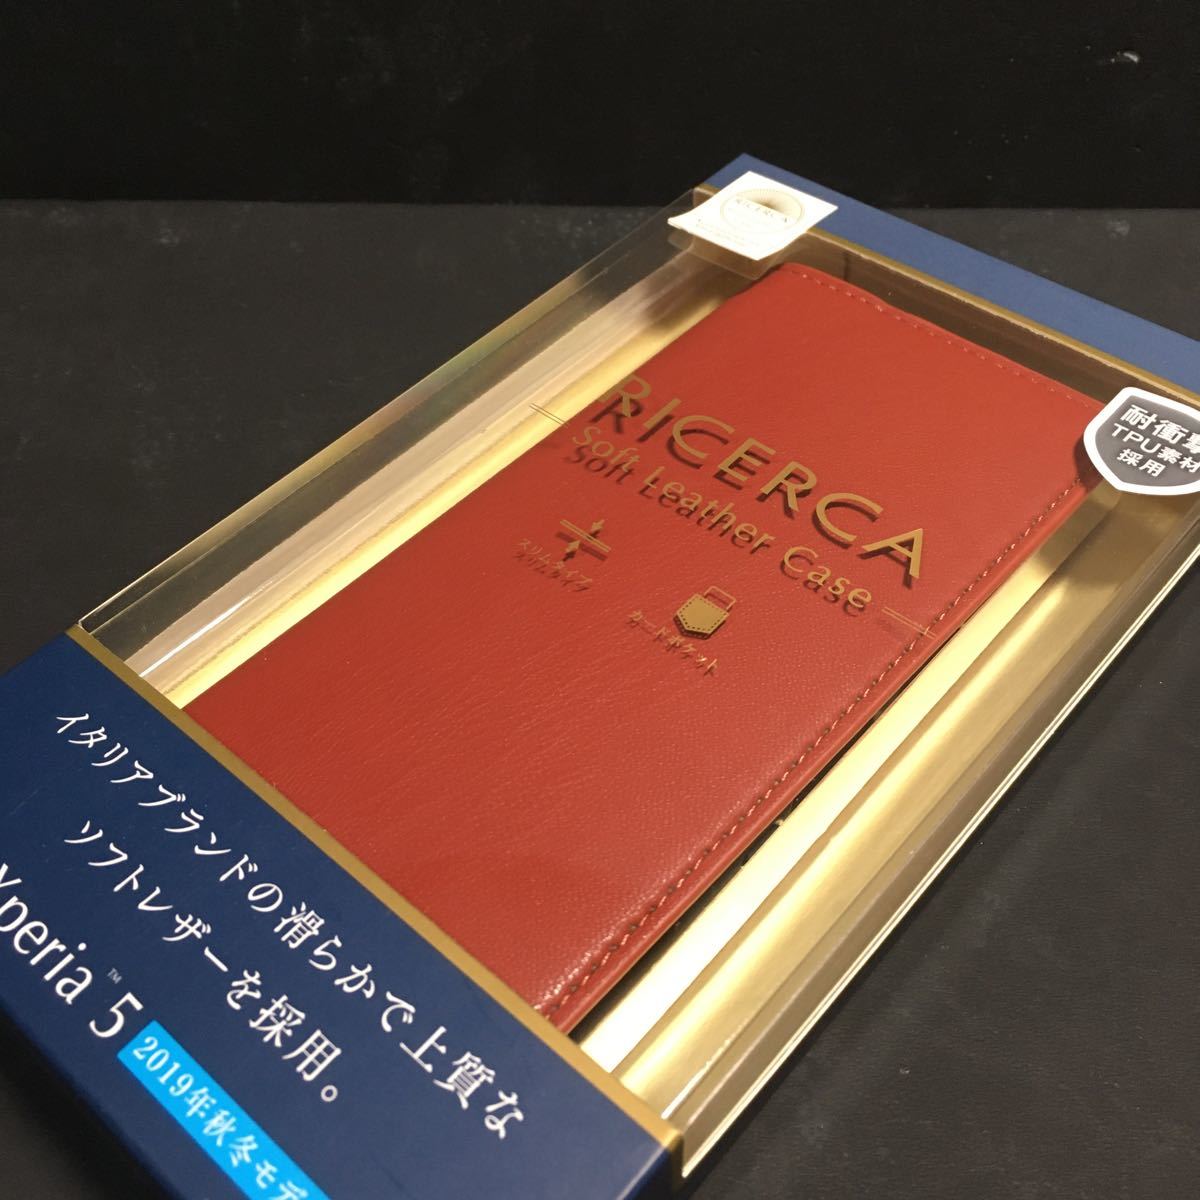 RICERCA
耐衝撃
TPU素材
採用
RICERCA
Soft Leather Case
スリムタイプ
カードポケット
イタリアブランドの滑らかで上質な
ソフトレザーを採用。
Xperia™ 5
2019年秋冬モデ